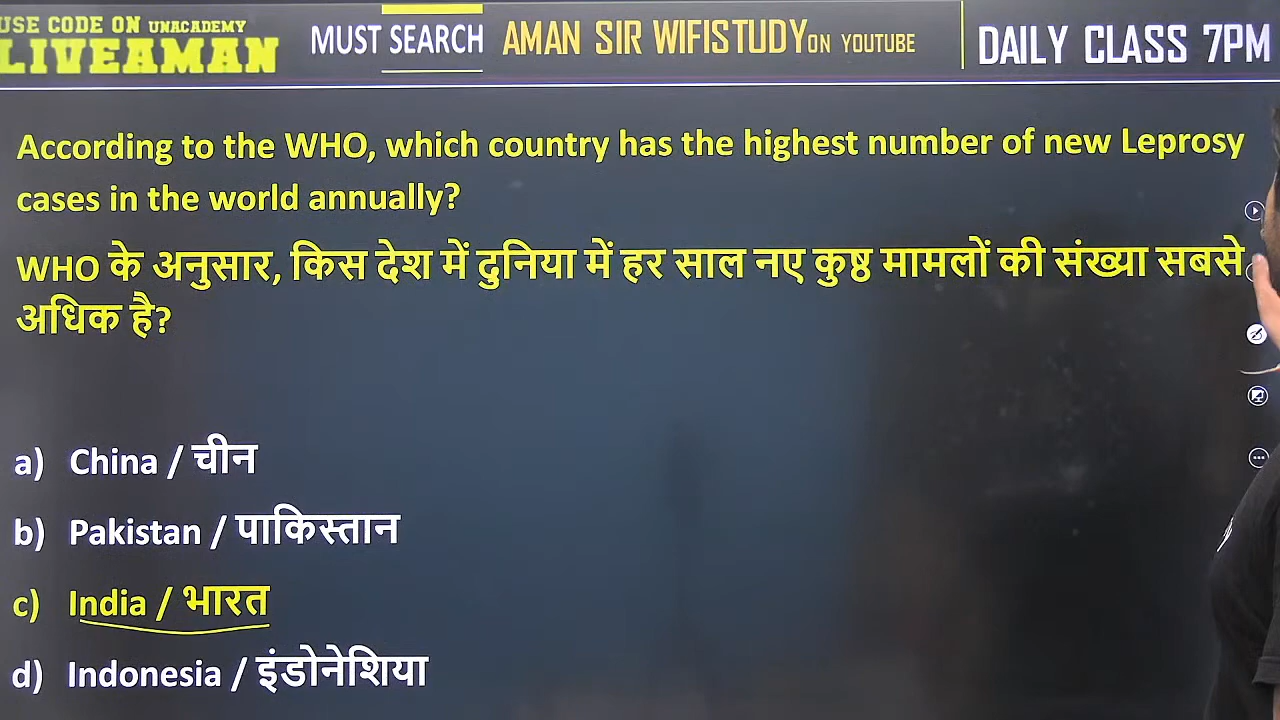 USE CODE ON UNACADEMY
LIVEAMAN
MUST SEARCH AMAN SIR WIFISTUDY ON YOUTUBE
DAILY CLASS 7PM
According to the WHO, which country has the highest number of new Leprosy
cases in the world annually?
WHO के अनुसार, किस देश में दुनिया में हर साल नए कुष्ठ मामलों की संख्या सबसे
अधिक है?
a) China / चीन
b) Pakistan / पाकिस्तान
c) India / भारत
d) Indonesia / इंडोनेशिया